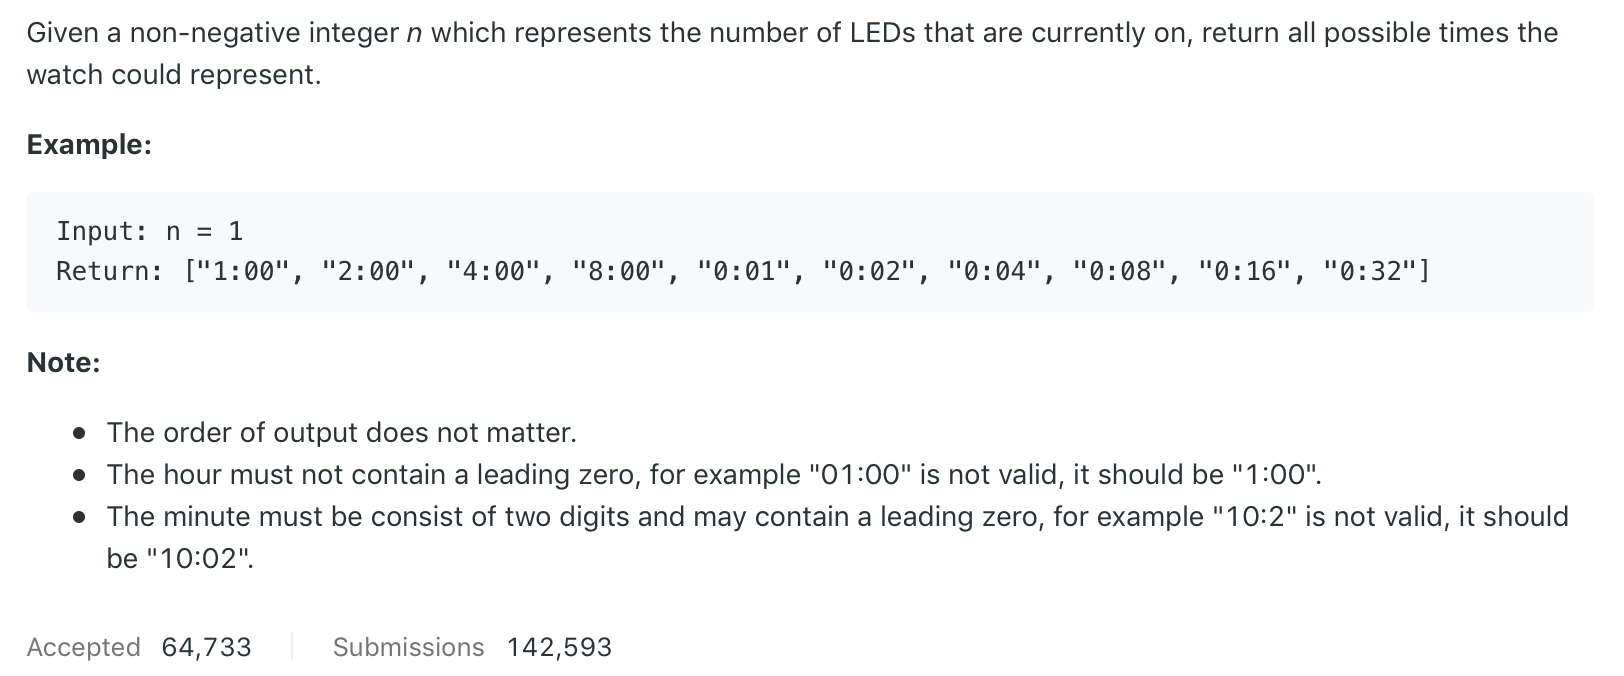 Given a non-negative integer n which represents the number of LEDs that are currently on, return all possible times the
watch could represent.
Example:
Input: n = 1
Return: ["1:00", "2:00", "4:00", "8:00", "0:01", "0:02", "0:04", "0:08", "0:16", "0:32"]
Note:
• The order of output does not matter.
• The hour must not contain a leading zero, for example "01:00" is not valid, it should be "1:00".
• The minute must be consist of two digits and may contain a leading zero, for example "10:2" is not valid, it should
be "10:02".
Accepted 64,733 Submissions 142,593